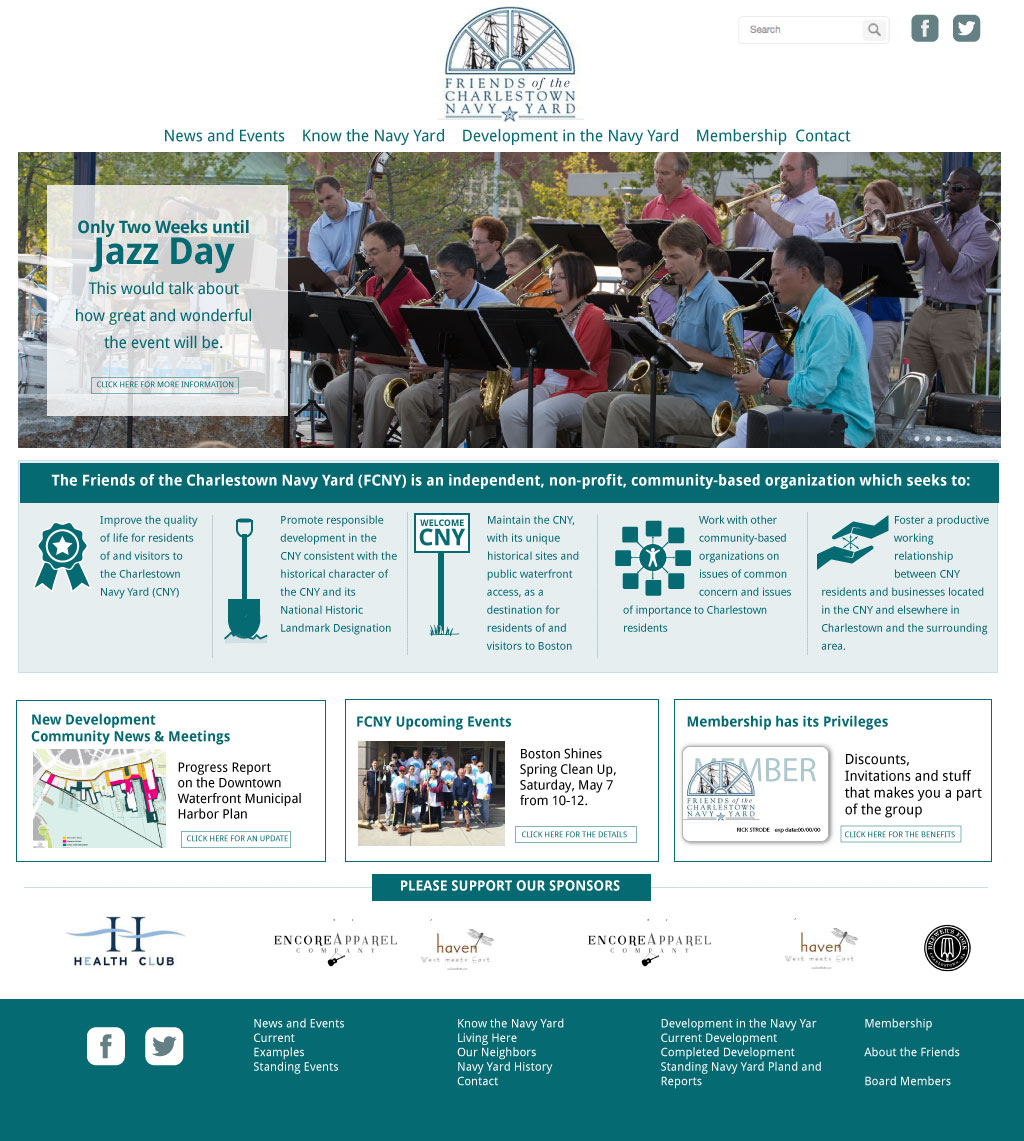 FRIENDS of the
CHARLESTOWN
NAVY YARD
Search
News and Events Know the Navy Yard Development in the Navy Yard Membership Contact
Only Two Weeks until
Jazz Day
This would talk about
how great and wonderful
the event will be.
CLICK HERE FOR MORE INFORMATION
The Friends of the Charlestown Navy Yard (FCNY) is an independent, non-profit, community-based organization which seeks to:
Improve the quality
of life for residents
of and visitors to
the Charlestown
Navy Yard (CNY)
Promote responsible
development in the
CNY consistent with the
historical character of
the CNY and its
National Historic
Landmark Designation
WELCOME
CNY
Maintain the CNY,
with its unique
historical sites and
public waterfront
access, as a
destination for
residents of and
visitors to Boston
Work with other
community-based
organizations on
issues of common
concern and issues
of importance to Charlestown
residents
Foster a productive
working
relationship
between CNY
residents and businesses located
in the CNY and elsewhere in
Charlestown and the surrounding
area.
New Development
Community News & Meetings
Progress Report
on the Downtown
Waterfront Municipal
Harbor Plan
CLICK HERE FOR AN UPDATE
FCNY Upcoming Events
Boston Shines
Spring Clean Up,
Saturday, May 7
from 10-12.
CLICK HERE FOR THE DETAILS
Membership has its Privileges
MEMBER
FRIENDS of the
CHARLESTOWN
NAVY YARD
RICK STRODE exp date:00/00/00
Discounts,
Invitations and stuff
that makes you a part
of the group
CLICK HERE FOR THE BENEFITS
PLEASE SUPPORT OUR SPONSORS
H
HEALTH CLUB
ENCORE APPAREL
COMPANY
haven
West meets East
ENCORE APPAREL
COMPANY
haven
West meets East
BREWER'S FORK
News and Events
Current
Examples
Standing Events
Know the Navy Yard
Living Here
Our Neighbors
Navy Yard History
Contact
Development in the Navy Yar
Current Development
Completed Development
Standing Navy Yard Pland and
Reports
Membership
About the Friends
Board Members